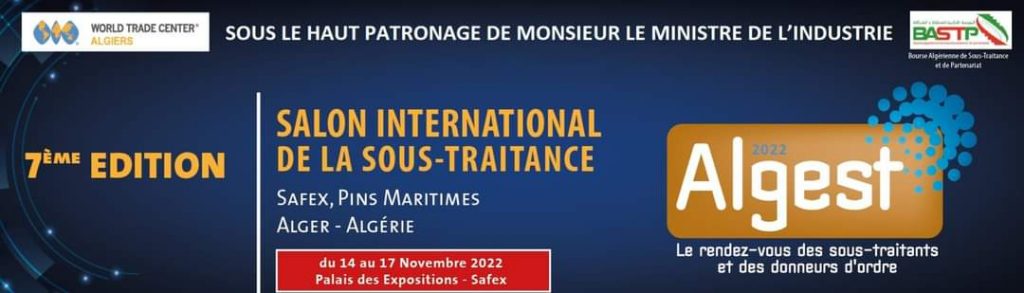 WORLD TRADE CENTER®
ALGIERS
SOUS LE HAUT PATRONAGE DE MONSIEUR LE MINISTRE DE L'INDUSTRIE
BASTP
Bourse Algérienne de Sous-Traitance
et de Partenariat
7ÈME EDITION
SALON INTERNATIONAL
DE LA SOUS-TRAITANCE
SAFEX, PINS MARITIMES
ALGER - ALGÉRIE
du 14 au 17 Novembre 2022
Palais des Expositions - Safex
2022
Algest
Le rendez-vous des sous-traitants
et des donneurs d'ordre